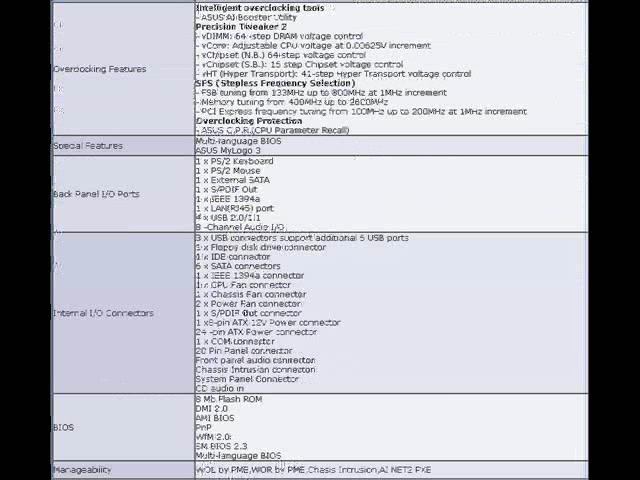 Intelligent overclocking tools
- ASUS AI Booster Utility
Precision Tweaker 2
- vDIMM: 64-step DRAM voltage control
- vCore: Adjustable CPU voltage at 0.00625V increment
- vChipset (N.B.) 64-step voltage control
- vChipset (S.B.): 15 step Chipset voltage control
- vHT (Hyper Transport): 41-step Hyper Transport voltage control
Overclocking Features
SFS (Stepless Frequency Selection)
- FSB tuning from 133MHz up to 800MHz at 1MHz increment
- Memory tuning from 400MHz up to 2600MHz
- PCI Express frequency tuning from 100MHz up to 200MHz at 1MHz increment
Overclocking Protection
- ASUS C.P.R.(CPU Parameter Recall)
Special Features
Multi-language BIOS
ASUS MyLogo 3
Back Panel I/O Ports
1 x PS/2 Keyboard
1 x PS/2 Mouse
1 x External SATA
1 x S/PDIF Out
1 x IEEE 1394a
1 x LAN(RJ45) port
4 x USB 2.0/1.1
8 -Channel Audio I/O
Internal I/O Connectors
3 x USB connectors support additional 6 USB ports
1 x Floppy disk drive connector
1 x IDE connector
6 x SATA connectors
1 x IEEE 1394a connector
1 x CPU Fan connector
1 x Chassis Fan connector
2 x Power Fan connector
1 x S/PDIF Out connector
1 x8-pin ATX 12V Power connector
24 -pin ATX Power connector
1 x COM connector
20 Pin Panel connector
Front panel audio connector
Chassis Intrusion connector
System Panel Connector
CD audio in
BIOS
8 Mb Flash ROM
DMI 2.0
AMI BIOS
PnP
WfM 2.0
SM BIOS 2.3
Multi-language BIOS
Manageability
WOL by PME,WOR by PME,Chasis Intrusion,AI NET2 PXE